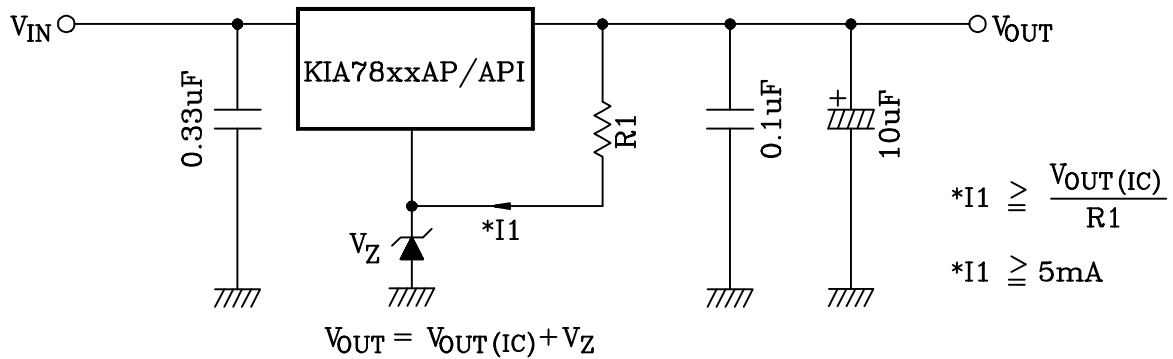 VIN
VOUT
KIA78xxAP/API
0.33uF
R1
0.1uF
+
10uF
*I1
VZ
*I1 ≧ VOUT(IC)
R1
*I1 ≧ 5mA
VOUT = VOUT(IC)+VZ